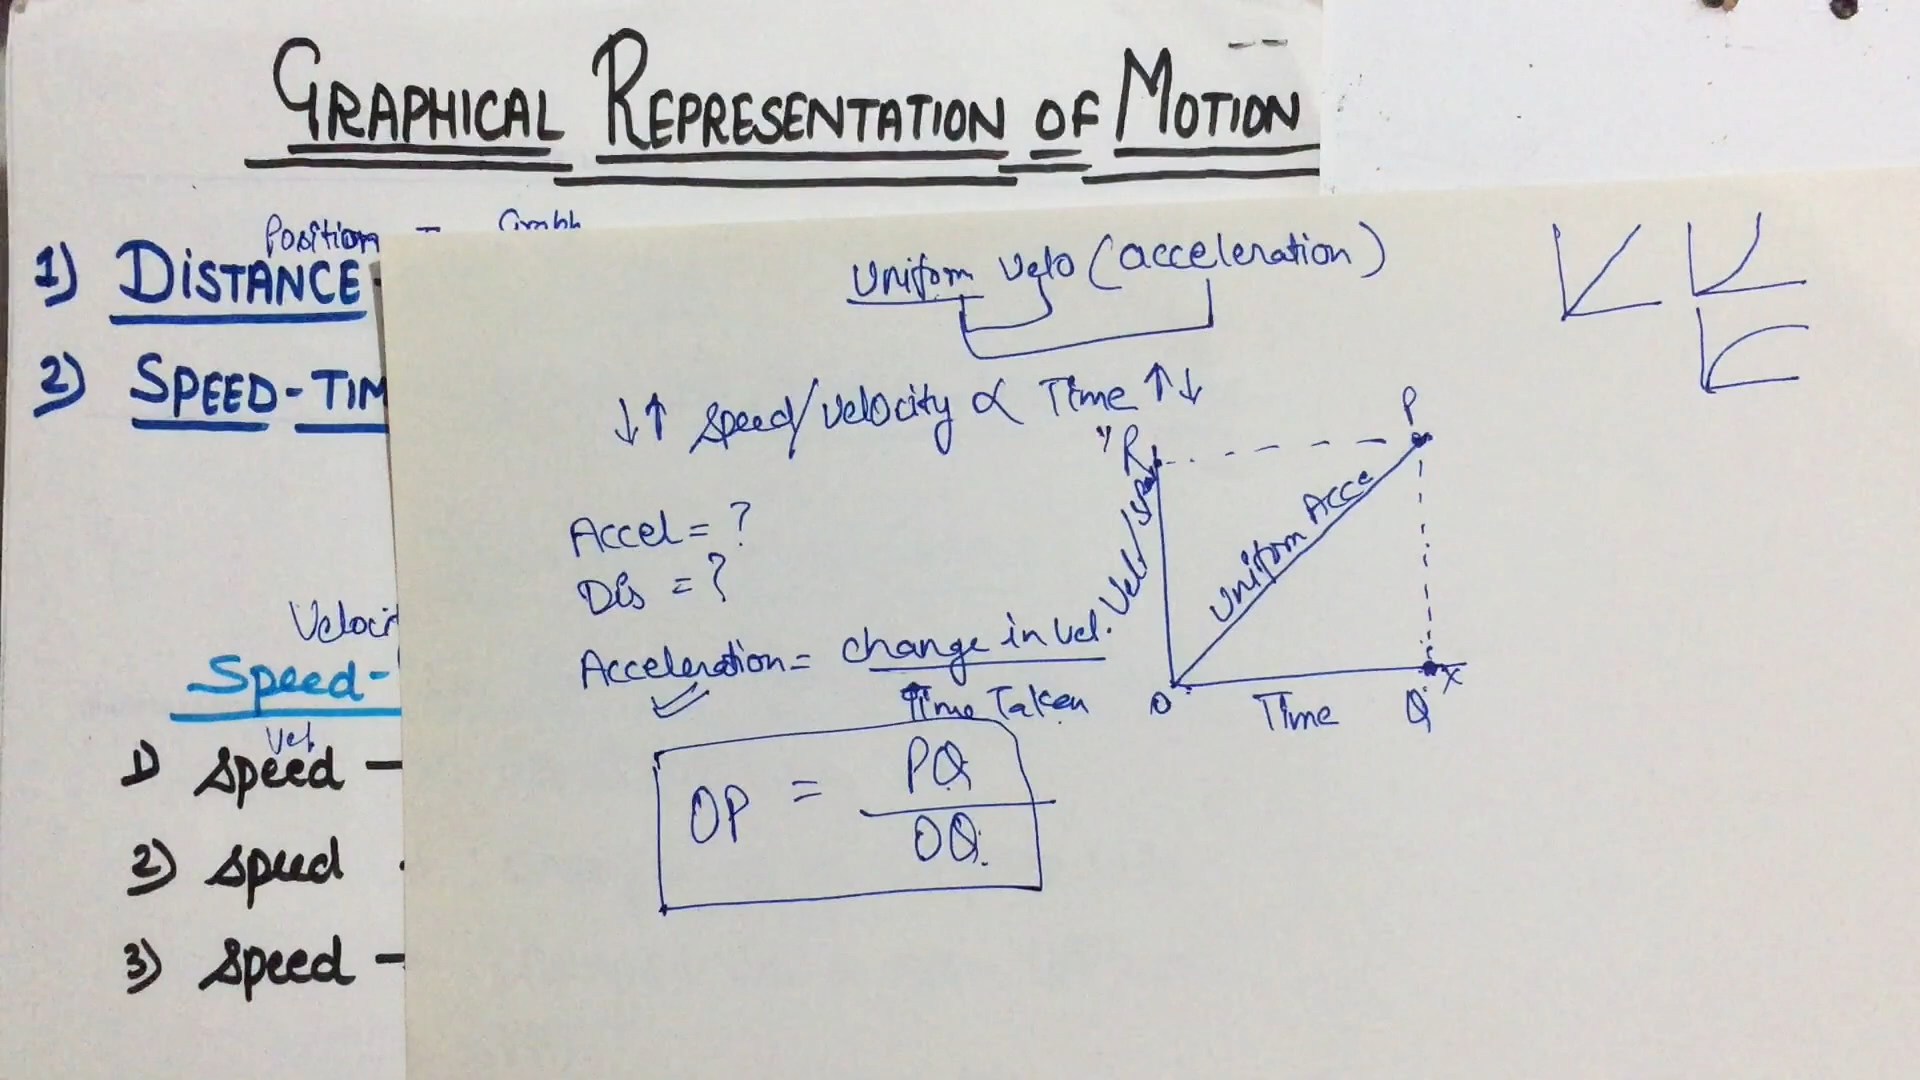 GRAPHICAL REPRESENTATION OF MOTION
Position -
1) DISTANCE
2) SPEED-TIM
Velocit
Speed-
Vel
1) Speed -
2) Speed
3) Speed -
Uniform Velo (acceleration)
↓↑ Speed/Velocity ∝ Time ↑↓
Accel = ?
Dis = ?
Acceleration = change in Vel.
Time Taken
OP = PQ
OQ
P
R
Vel/
Uniform Acce
O
Time
Q
X